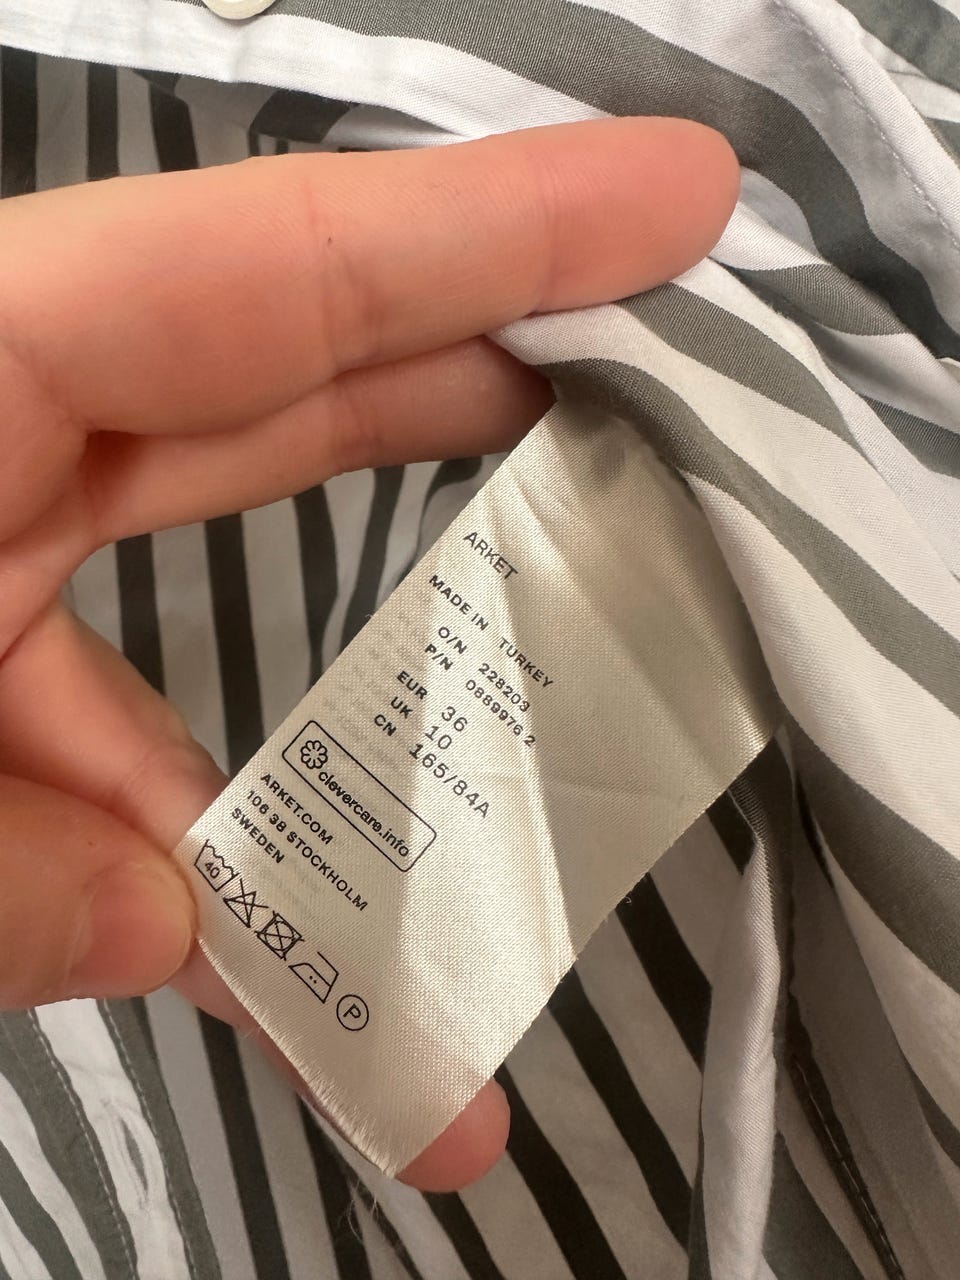 ARKET
MADE IN TURKEY
O/N 228203
P/N 0889976 2
EUR 36
UK 10
CN 165/84A
clevercare.info
ARKET.COM
106 38 STOCKHOLM
SWEDEN
40
P